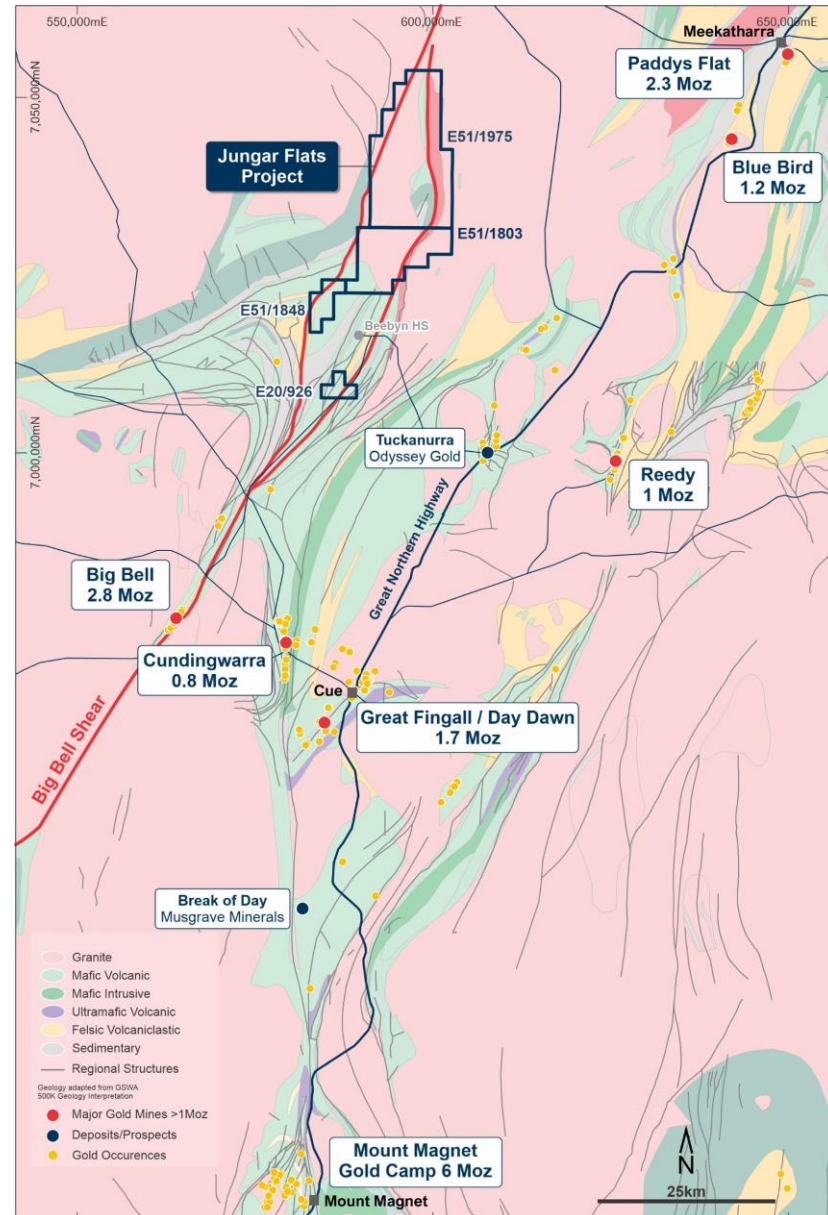 550,000mE
600,000mE
650,000mE
Meekatharra
Paddys Flat
2.3 Moz
7,050,000mN
E51/1975
Jungar Flats
Project
Blue Bird
1.2 Moz
E51/1803
E51/1848
Beebyn HS
E20/926
7,000,000mN
Tuckanurra
Odyssey Gold
Reedy
1 Moz
Great Northern Highway
Big Bell
2.8 Moz
Cundingwarra
0.8 Moz
Cue
Great Fingall / Day Dawn
1.7 Moz
Big Bell Shear
Break of Day
Musgrave Minerals
Granite
Mafic Volcanic
Mafic Intrusive
Ultramafic Volcanic
Felsic Volcaniclastic
Sedimentary
Regional Structures
Geology adapted from GSWA
500K Geology Interpretation
Major Gold Mines >1Moz
Deposits/Prospects
Gold Occurences
Mount Magnet
Gold Camp 6 Moz
Mount Magnet
N
25km